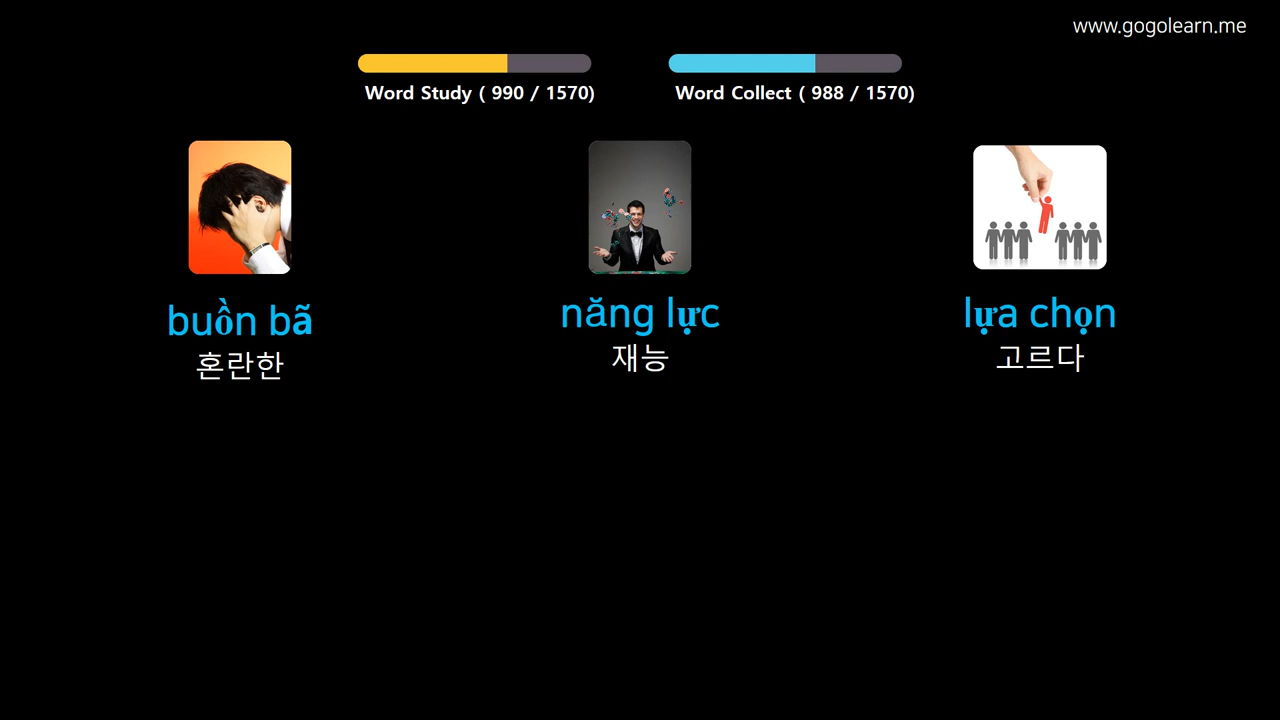 www.gogolearn.me
Word Study ( 990 / 1570)
Word Collect ( 988 / 1570)
buồn bã
năng lực
lựa chọn
혼란한
재능
고르다